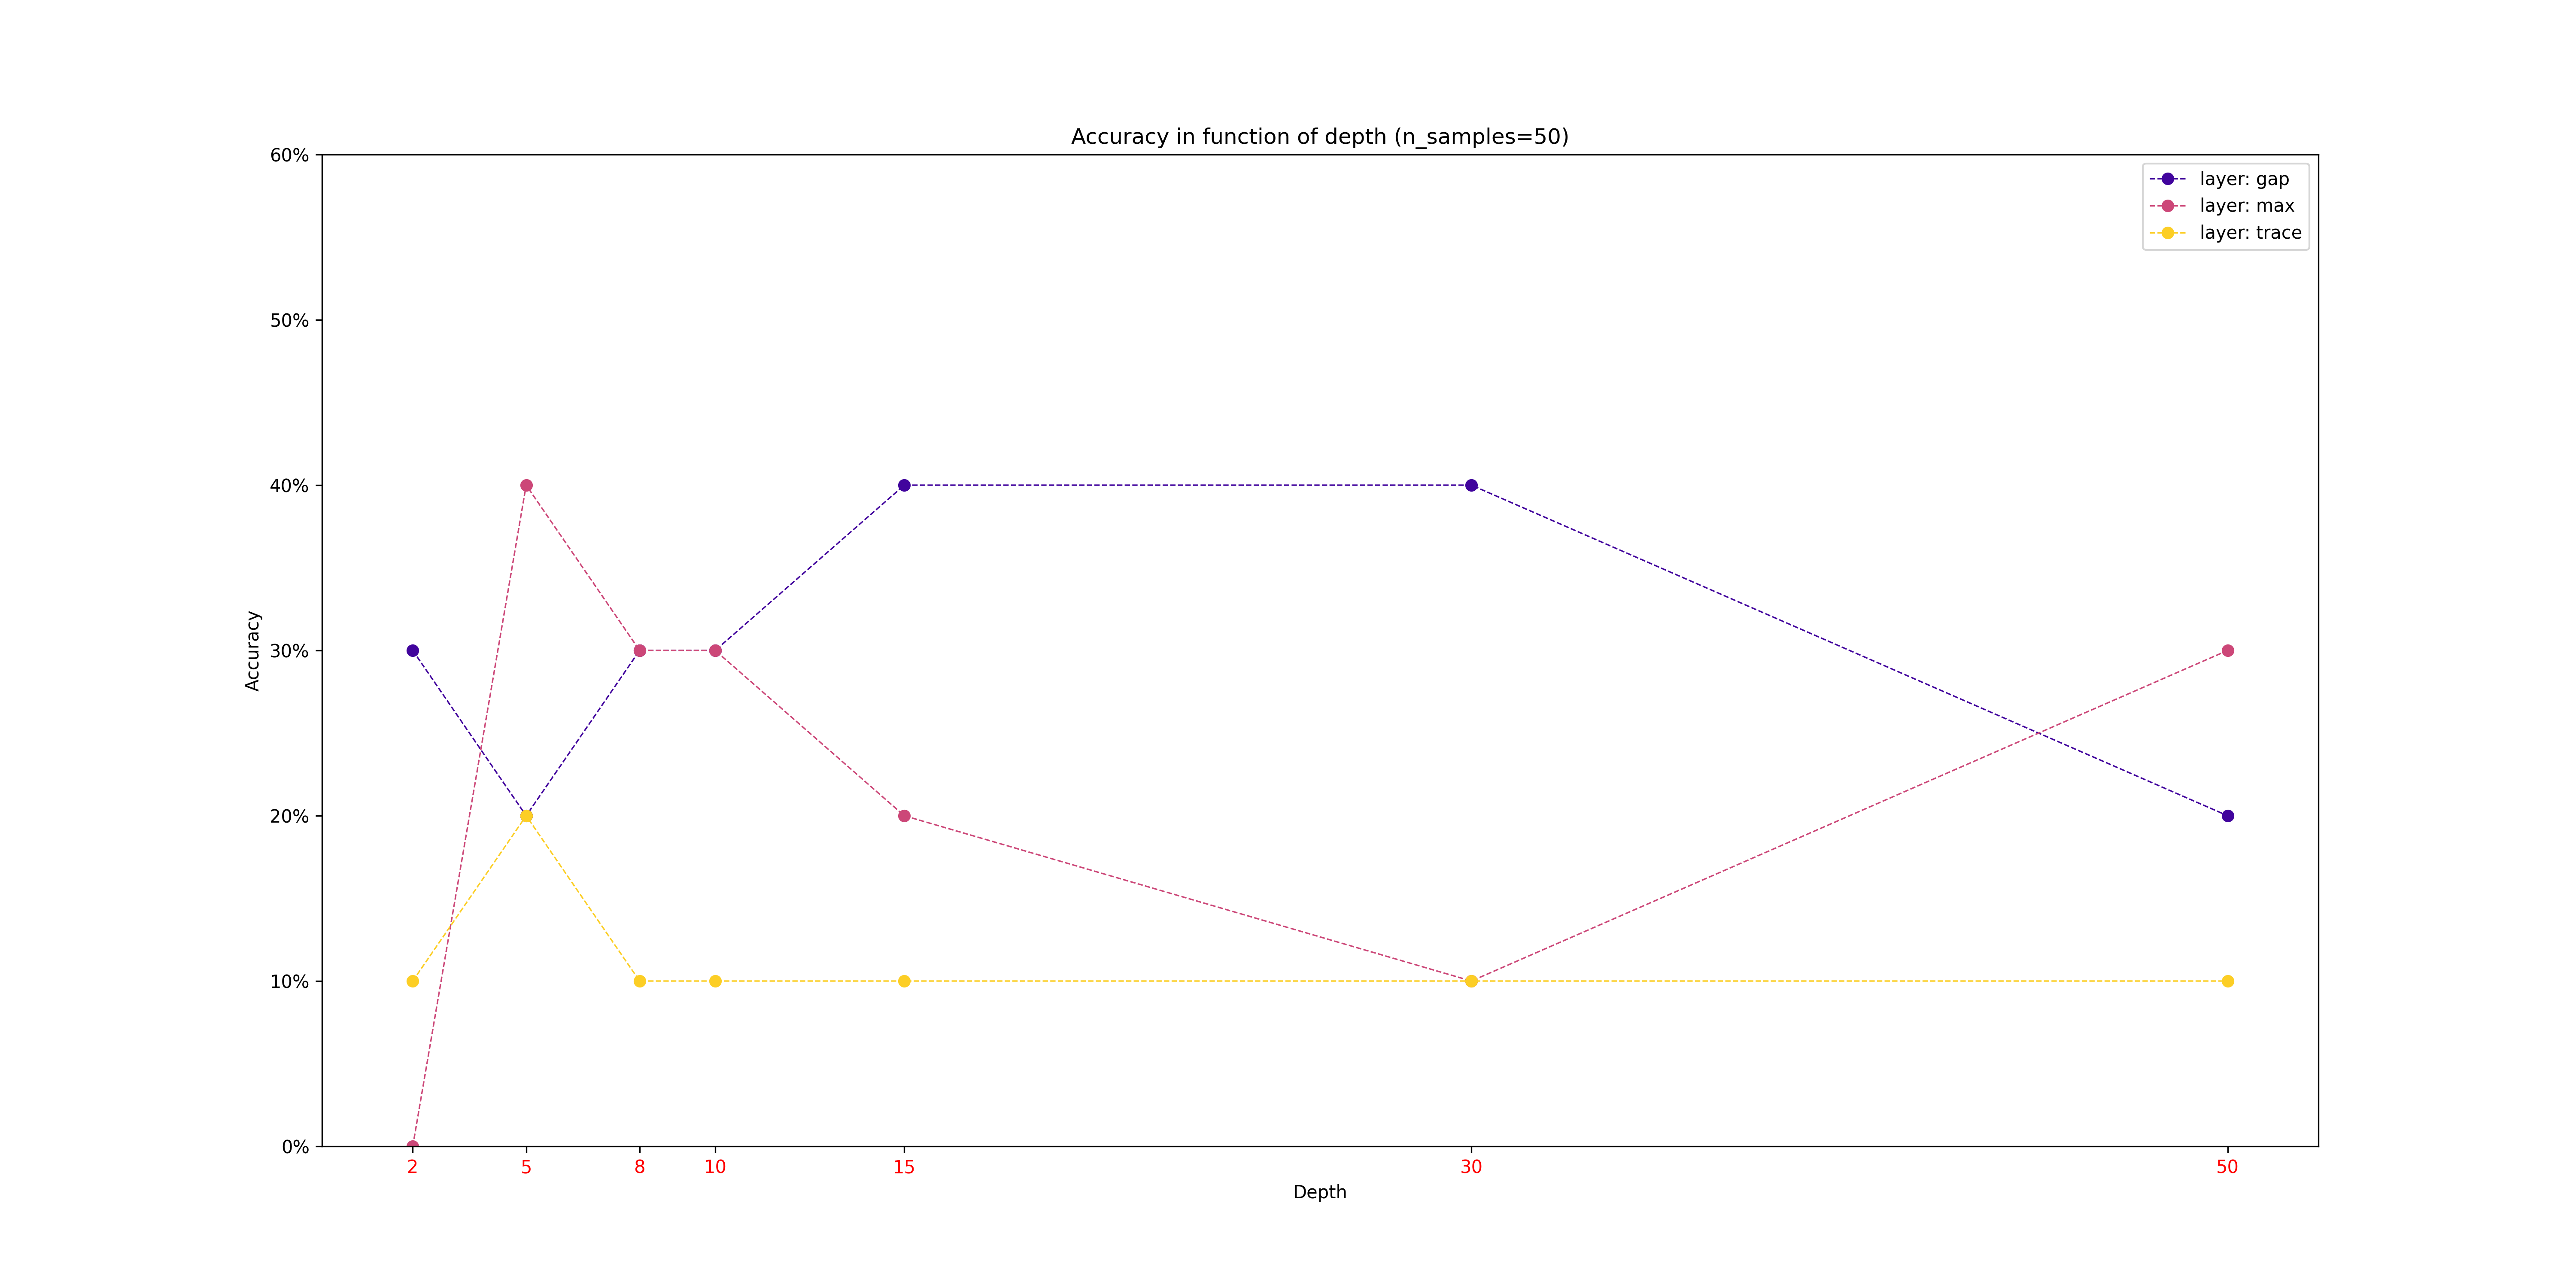 Accuracy in function of depth (n_samples=50)
60%
50%
40%
30%
20%
10%
0%
Accuracy
layer: gap
layer: max
layer: trace
2 5 8 10 15 30 50
Depth